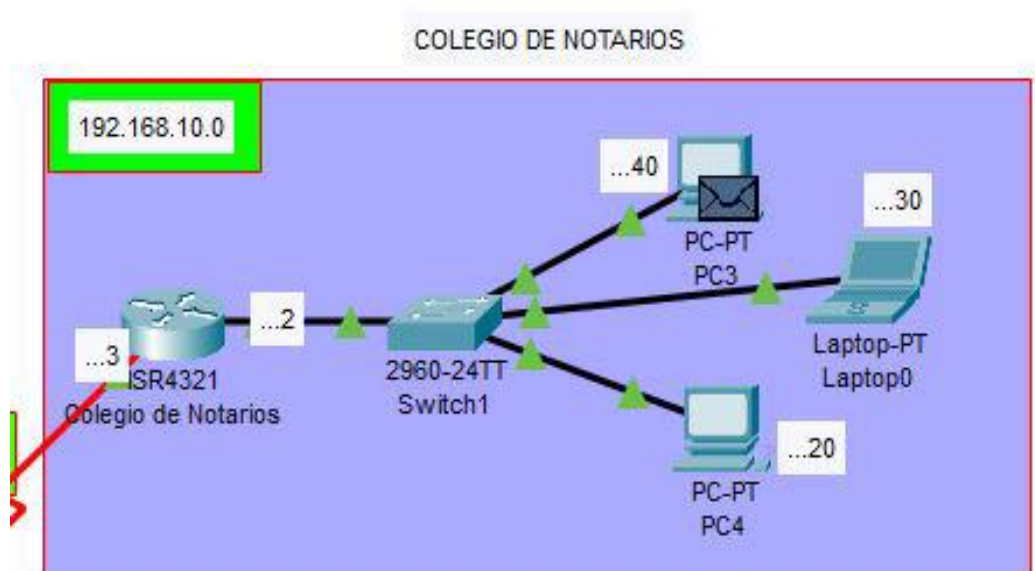 COLEGIO DE NOTARIOS
192.168.10.0
...40
...30
PC-PT
PC3
...2
...3
ISR4321
Colegio de Notarios
2960-24TT
Switch1
Laptop-PT
Laptop0
...20
PC-PT
PC4